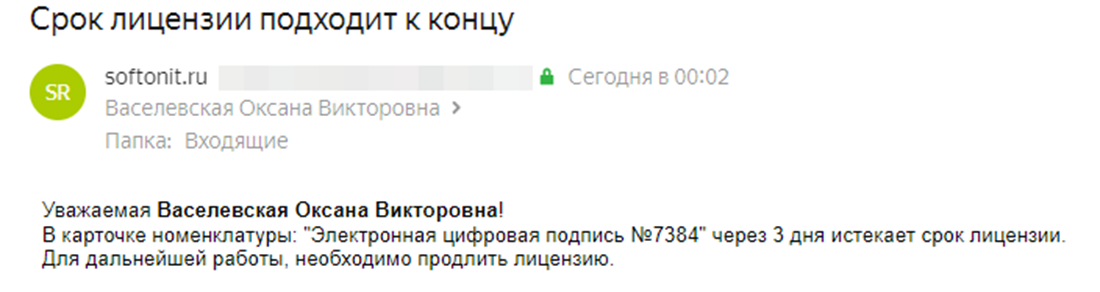 Срок лицензии подходит к концу
SR
softonit.ru
Сегодня в 00:02
Васелевская Оксана Викторовна >
Папка: Входящие
Уважаемая Васелевская Оксана Викторовна!
В карточке номенклатуры: "Электронная цифровая подпись №7384" через 3 дня истекает срок лицензии.
Для дальнейшей работы, необходимо продлить лицензию.